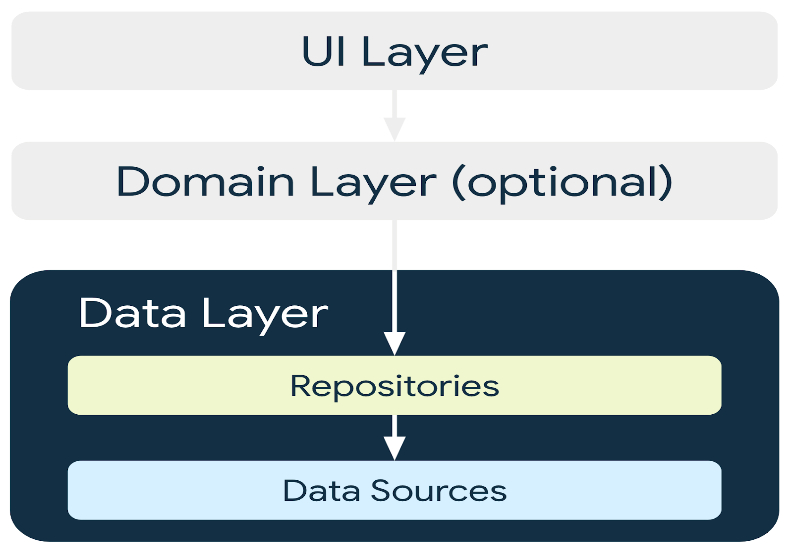 UI Layer
Domain Layer (optional)
Data Layer
Repositories
Data Sources